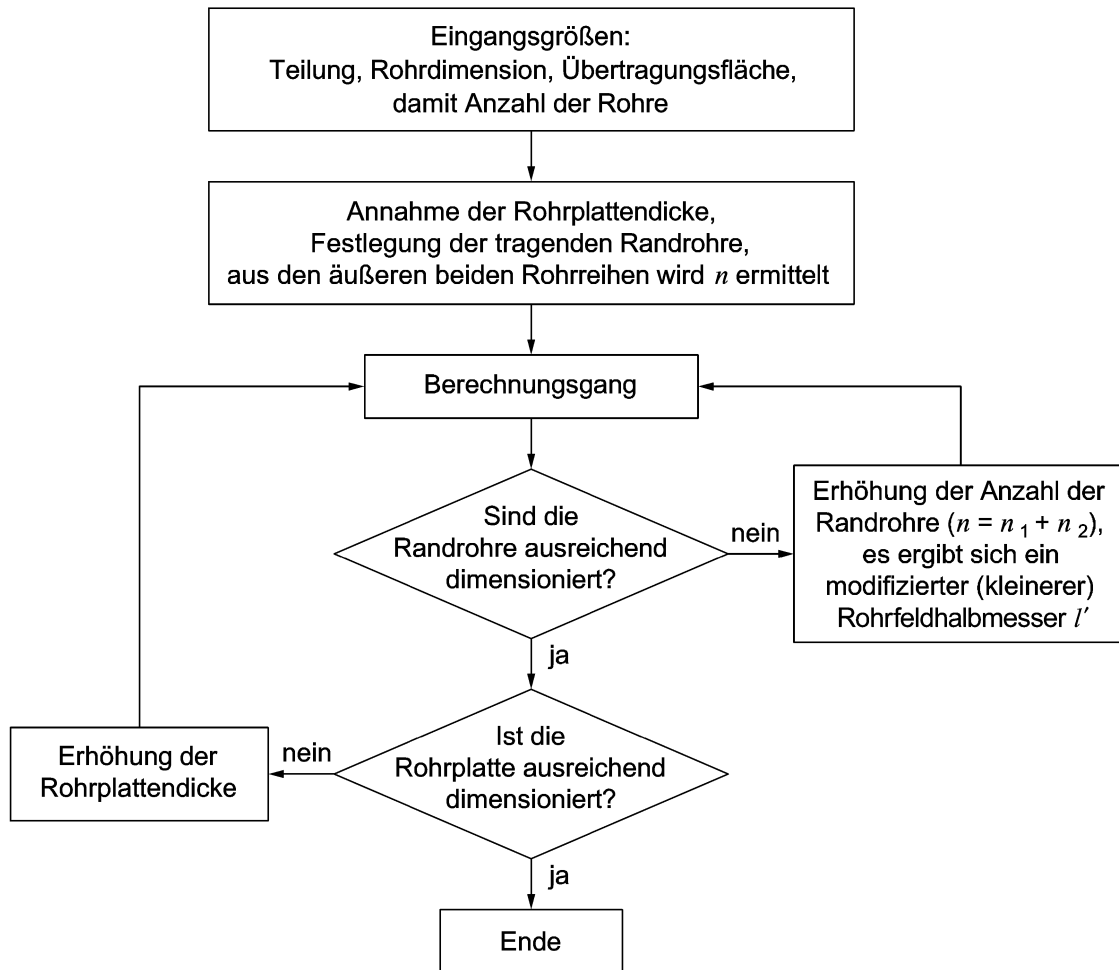 Eingangsgrößen:
Teilung, Rohrdimension, Übertragungsfläche,
damit Anzahl der Rohre
Annahme der Rohrplattendicke,
Festlegung der tragenden Randrohre,
aus den äußeren beiden Rohrreihen wird n ermittelt
Berechnungsgang
Sind die
Randrohre ausreichend
dimensioniert?
nein
Erhöhung der Anzahl der
Randrohre (n = n 1 + n 2),
es ergibt sich ein
modifizierter (kleinerer)
Rohrfeldhalbmesser l′
ja
Ist die
Rohrplatte ausreichend
dimensioniert?
nein
Erhöhung der
Rohrplattendicke
ja
Ende